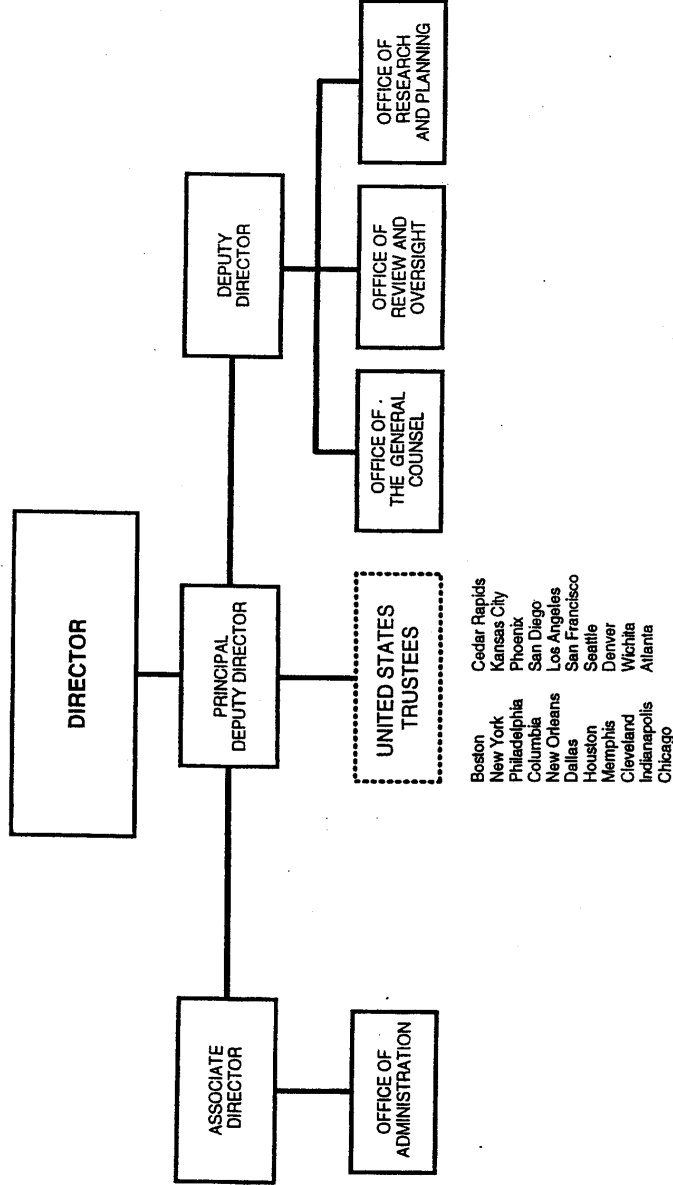 DIRECTOR
ASSOCIATE
DIRECTOR
PRINCIPAL
DEPUTY DIRECTOR
DEPUTY
DIRECTOR
OFFICE OF
ADMINISTRATION
UNITED STATES
TRUSTEES
OFFICE OF
THE GENERAL
COUNSEL
OFFICE OF
REVIEW AND
OVERSIGHT
OFFICE OF
RESEARCH
AND PLANNING
Boston
New York
Philadelphia
Columbia
New Orleans
Dallas
Houston
Memphis
Cleveland
Indianapolis
Chicago
Cedar Rapids
Kansas City
Phoenix
San Diego
Los Angeles
San Francisco
Seattle
Denver
Wichita
Atlanta